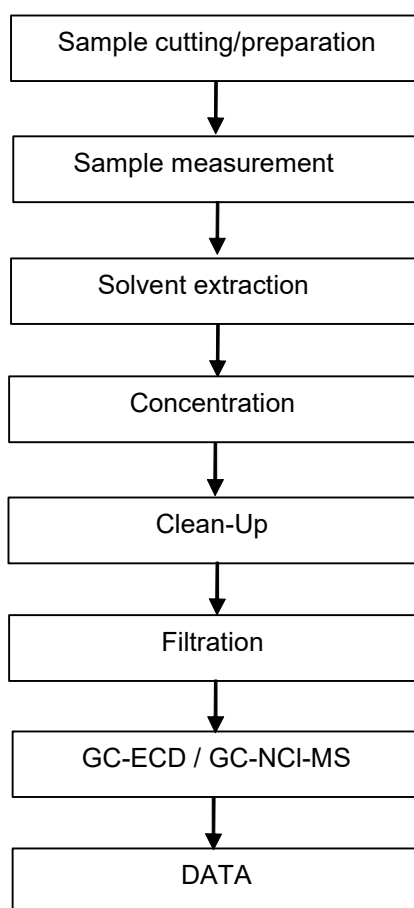 Sample cutting/preparation
Sample measurement
Solvent extraction
Concentration
Clean-Up
Filtration
GC-ECD / GC-NCI-MS
DATA